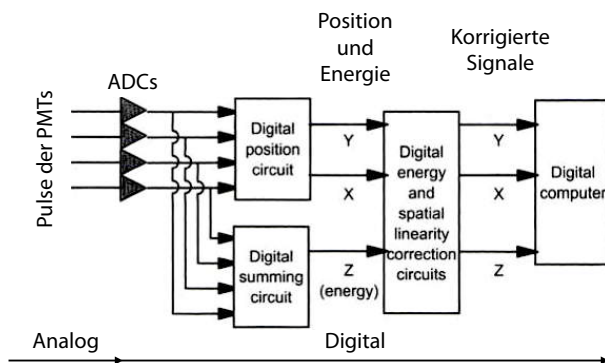 Position
und
Energie
Korrigierte
Signale
ADCs
Pulse der PMTs
Digital
position
circuit
Y
X
Digital
energy
and
spatial
linearity
correction
circuits
Y
X
Z
Digital
computer
Digital
summing
circuit
Z
(energy)
Analog
Digital